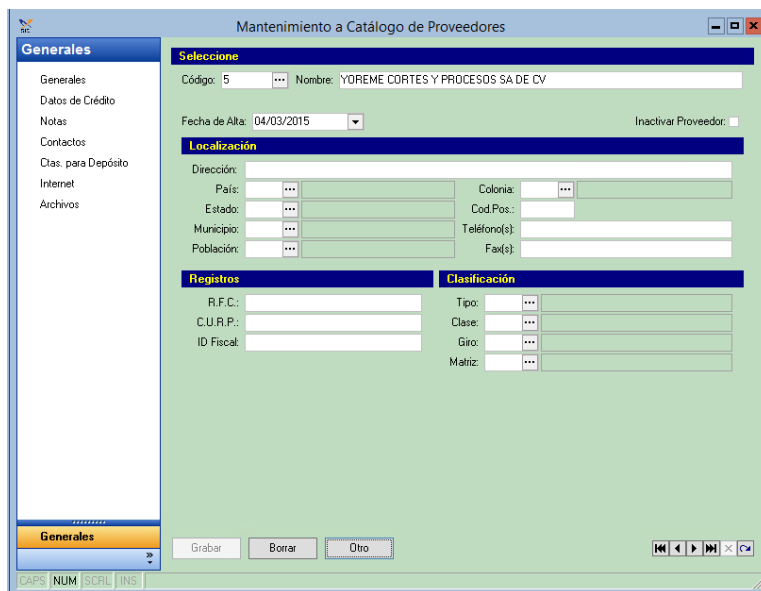 SIC
Mantenimiento a Catálogo de Proveedores
Generales
Generales
Datos de Crédito
Notas
Contactos
Ctas. para Depósito
Internet
Archivos
Generales
Seleccione
Código: 5 ... Nombre: YOREME CORTES Y PROCESOS SA DE CV
Fecha de Alta: 04/03/2015 Inactivar Proveedor:
Localización
Dirección:
País: ... Colonia: ...
Estado: ... Cod.Pos.:
Municipio: ... Teléfono(s):
Población: ... Fax(s):
Registros Clasificación
R.F.C.: Tipo: ...
C.U.R.P.: Clase: ...
ID Fiscal: Giro: ...
Matriz: ...
Grabar Borrar Otro
CAPS NUM SCRL INS